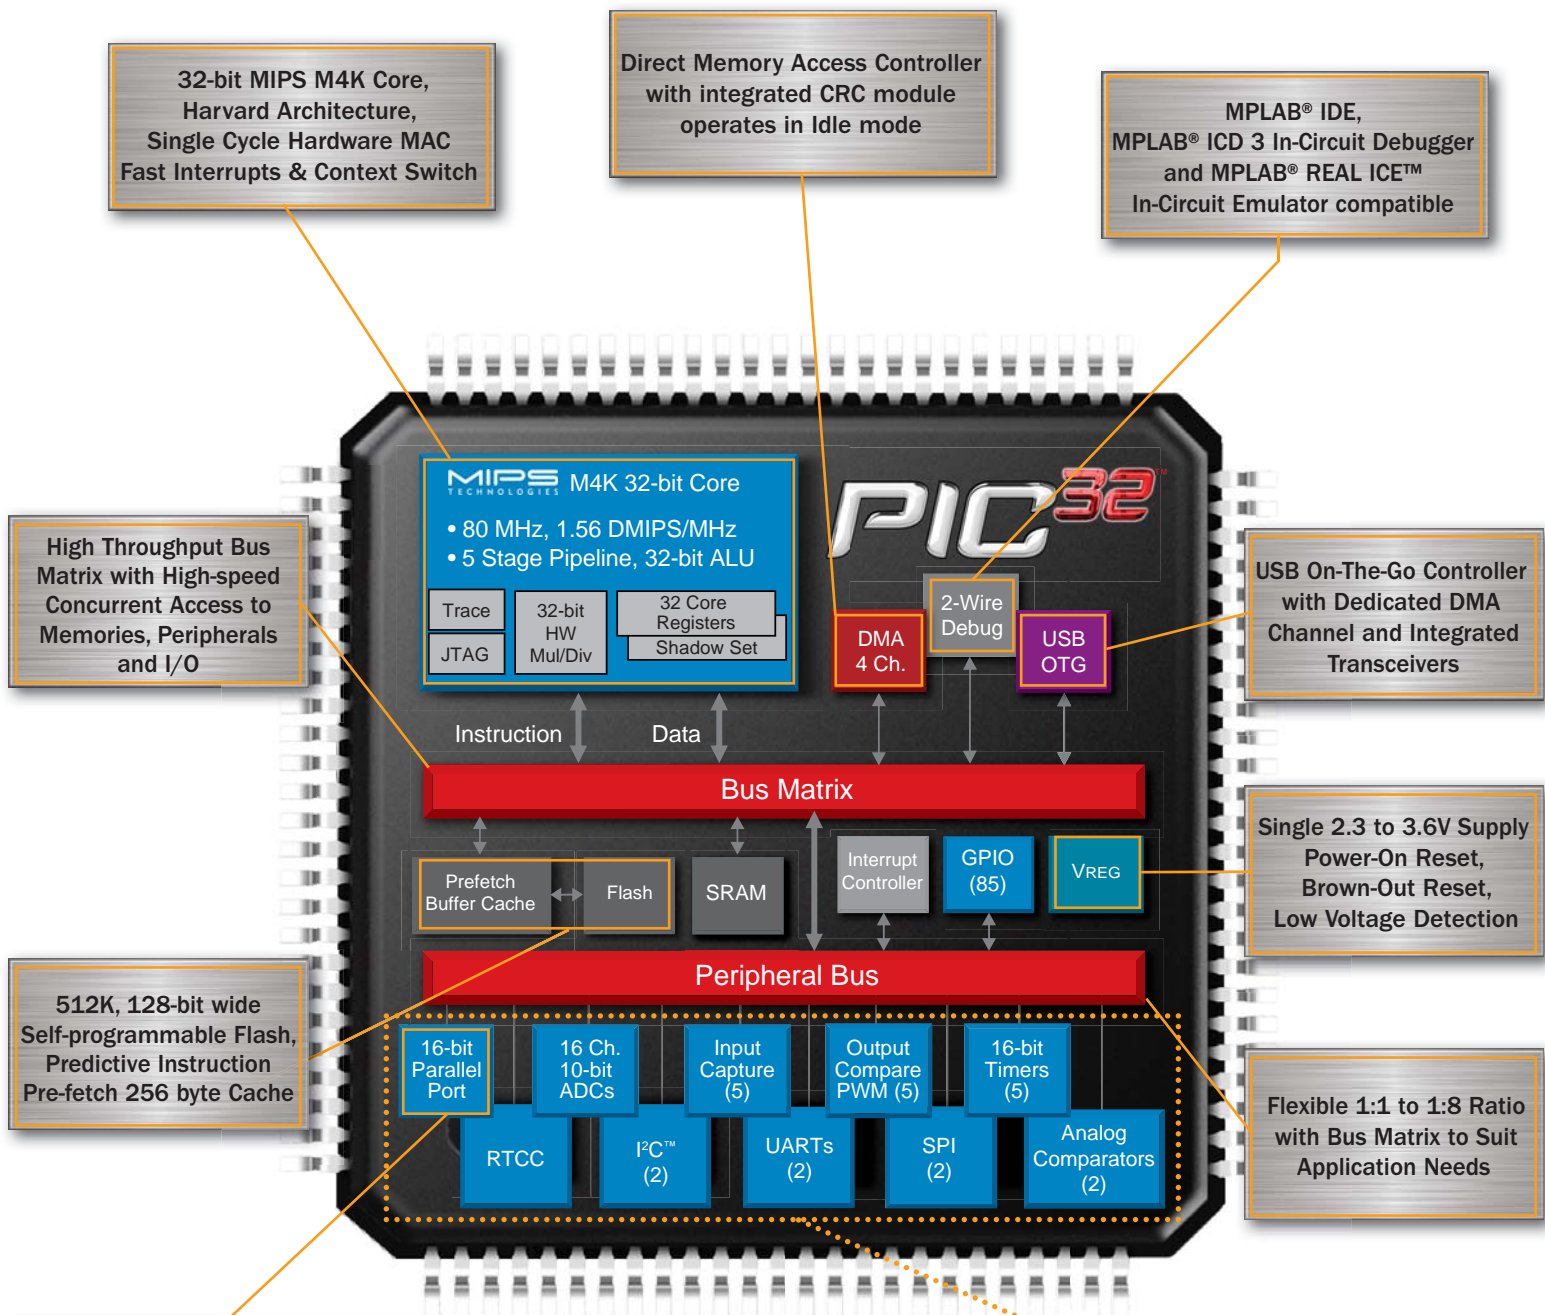 32-bit MIPS M4K Core,
Harvard Architecture,
Single Cycle Hardware MAC
Fast Interrupts & Context Switch
Direct Memory Access Controller
with integrated CRC module
operates in Idle mode
MPLAB® IDE,
MPLAB® ICD 3 In-Circuit Debugger
and MPLAB® REAL ICE™
In-Circuit Emulator compatible
MIPS
TECHNOLOGIES
M4K 32-bit Core
• 80 MHz, 1.56 DMIPS/MHz
• 5 Stage Pipeline, 32-bit ALU
Trace
JTAG
32-bit
HW
Mul/Div
32 Core
Registers
Shadow Set
PIC32™
High Throughput Bus
Matrix with High-speed
Concurrent Access to
Memories, Peripherals
and I/O
DMA
4 Ch.
2-Wire
Debug
USB
OTG
USB On-The-Go Controller
with Dedicated DMA
Channel and Integrated
Transceivers
Instruction
Data
Bus Matrix
Prefetch
Buffer Cache
Flash
SRAM
Interrupt
Controller
GPIO
(85)
VREG
Single 2.3 to 3.6V Supply
Power-On Reset,
Brown-Out Reset,
Low Voltage Detection
Peripheral Bus
512K, 128-bit wide
Self-programmable Flash,
Predictive Instruction
Pre-fetch 256 byte Cache
16-bit
Parallel
Port
16 Ch.
10-bit
ADCs
Input
Capture
(5)
Output
Compare
PWM (5)
16-bit
Timers
(5)
RTCC
I²C™
(2)
UARTs
(2)
SPI
(2)
Analog
Comparators
(2)
Flexible 1:1 to 1:8 Ratio
with Bus Matrix to Suit
Application Needs